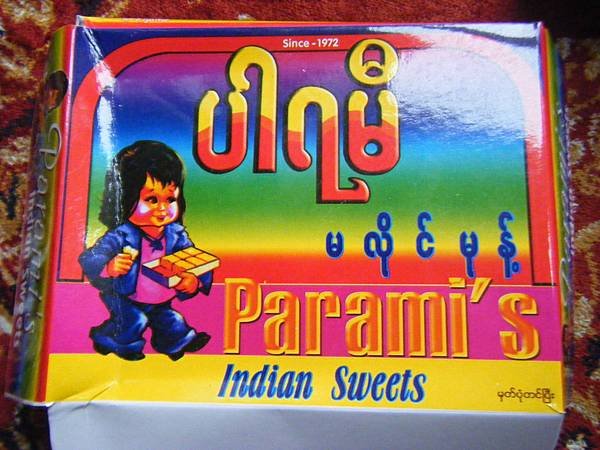 Since - 1972
ပါရမီ
မလိုင်မုန့်
Parami's
Indian Sweets
မှတ်ပုံတင်ပြီး